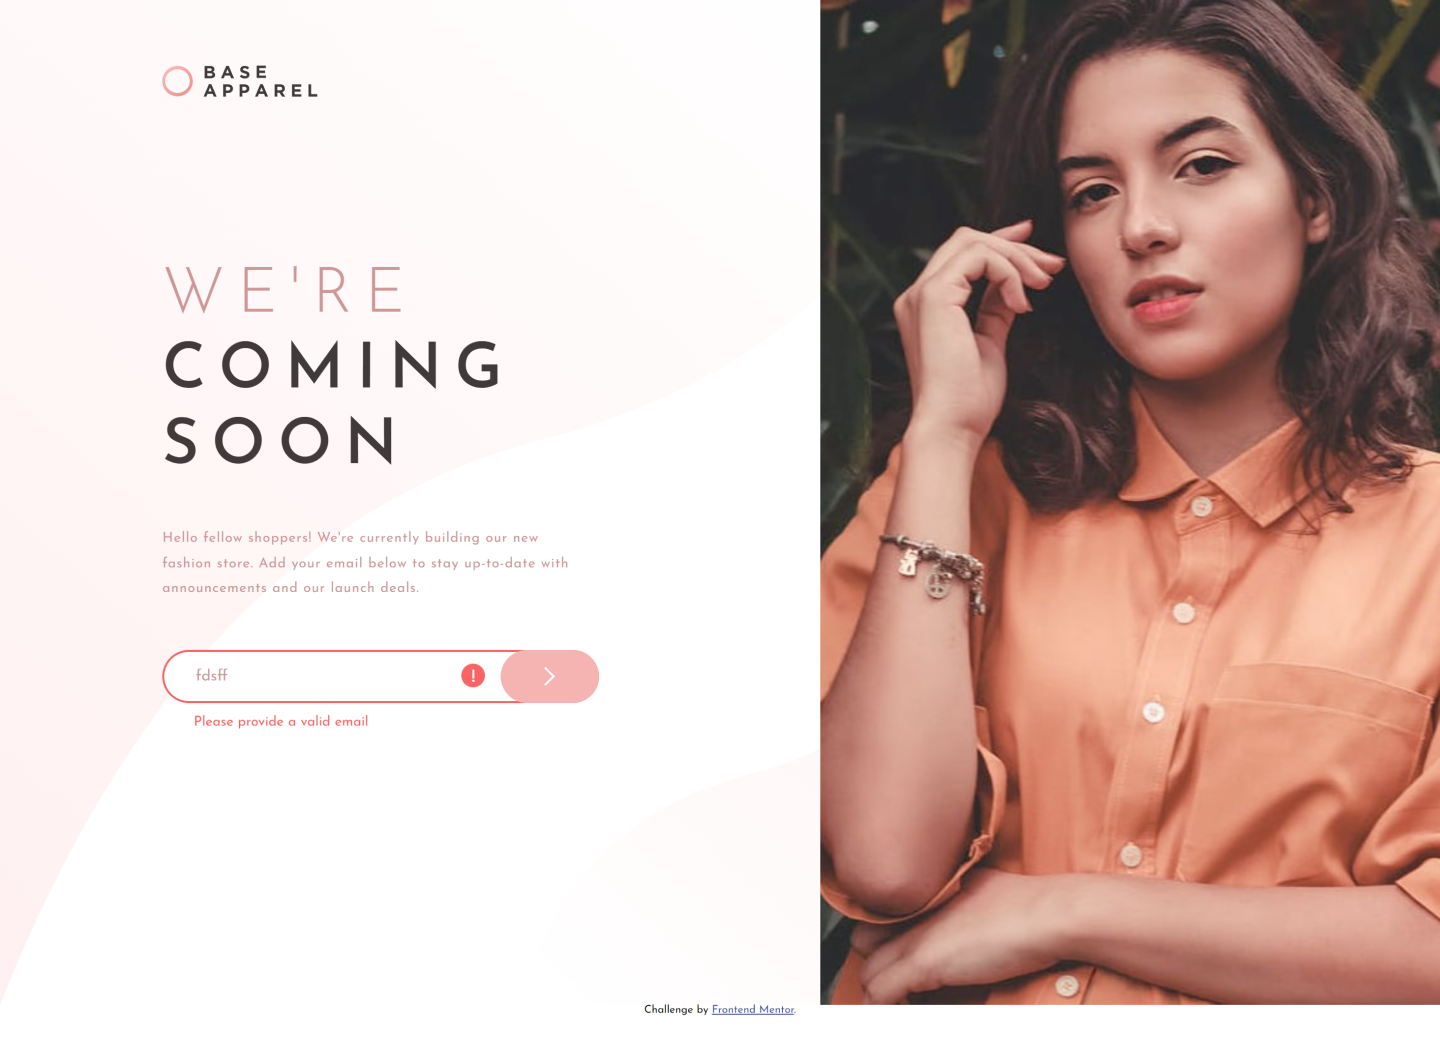 BASE
APPAREL
WE'RE
COMING
SOON
Hello fellow shoppers! We're currently building our new
fashion store. Add your email below to stay up-to-date with
announcements and our launch deals.
fdsff
!
Please provide a valid email
Challenge by Frontend Mentor.